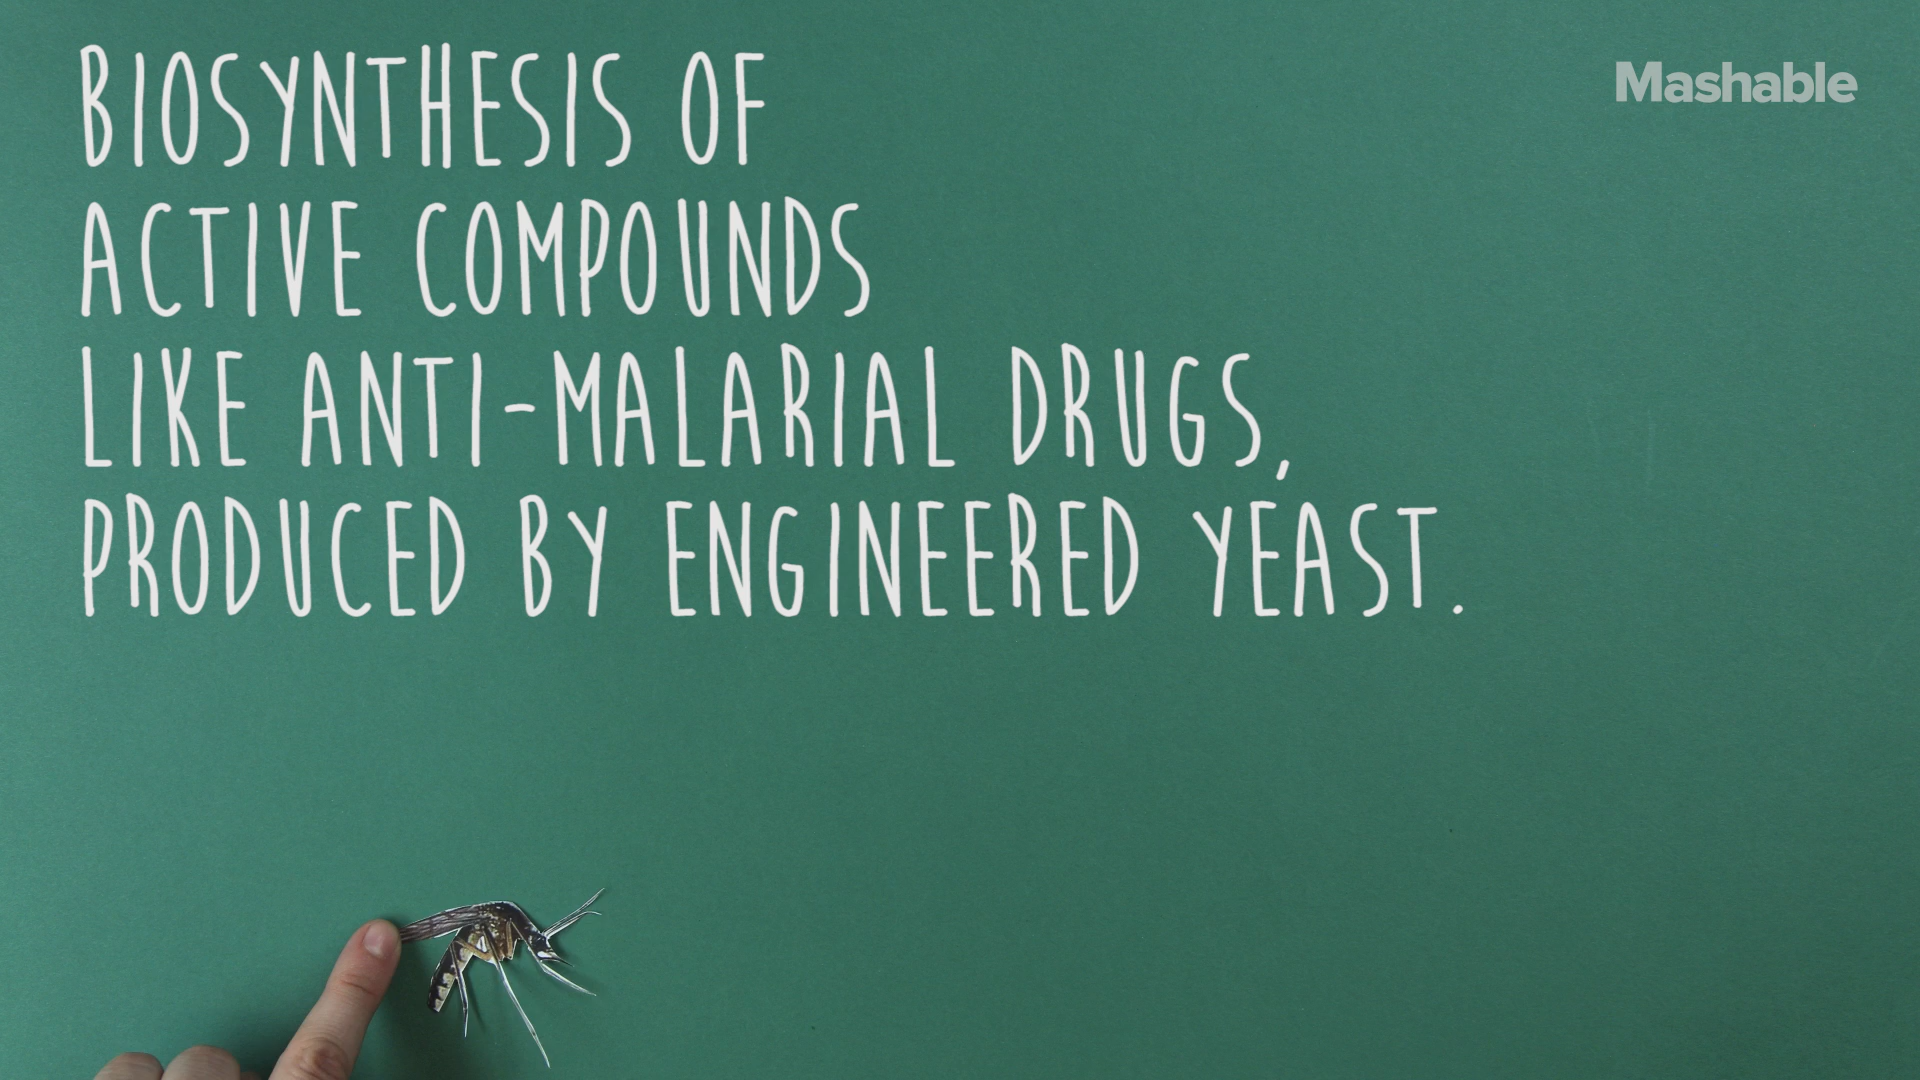 Mashable
BIOSYNTHESIS OF
ACTIVE COMPOUNDS
LIKE ANTI-MALARIAL DRUGS,
PRODUCED BY ENGINEERED YEAST.